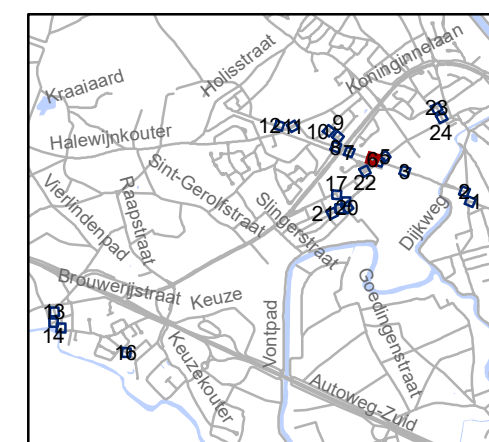 Holisstraat
Koninginnelaan
Kraaiaard
23
24
12
11
10
9
Halewijnkouter
8
7
5
6
3
22
Sint-Gerolfstraat
Vierlindenpad
Raapstraat
17
2
1
21
20
Slingerstraat
Dijkweg
Brouwerijstraat
Keuze
Goedingenstraat
13
14
Vontpad
16
Keuzekouter
Autoweg-Zuid